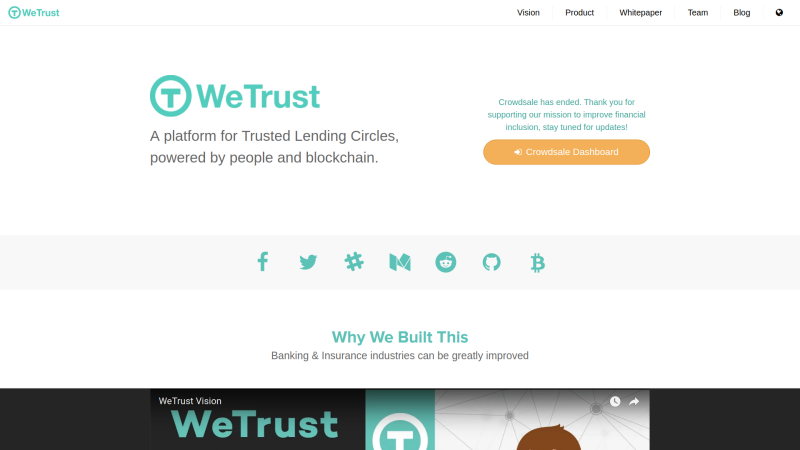 WeTrust
Vision
Product
Whitepaper
Team
Blog
WeTrust
A platform for Trusted Lending Circles,
powered by people and blockchain.
Crowdsale has ended. Thank you for
supporting our mission to improve financial
inclusion, stay tuned for updates!
Crowdsale Dashboard
Why We Built This
Banking & Insurance industries can be greatly improved
WeTrust Vision
WeTrust